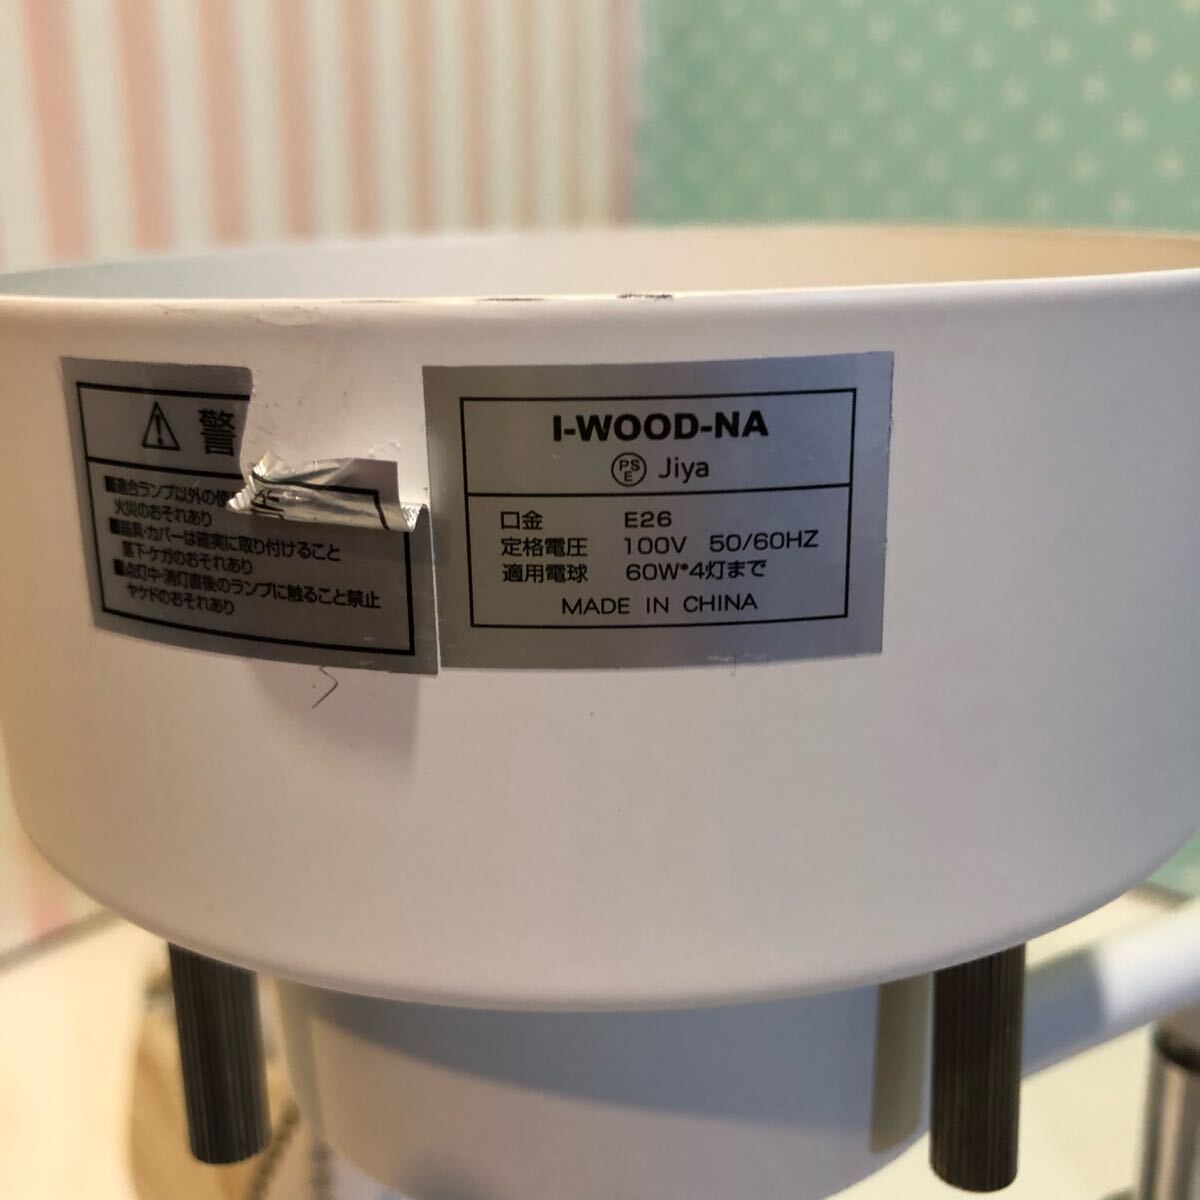 警
■適合ランプ以外の使
火災のおそれあり
■器具・カバーは確実に取り付けること
落下・ケガのおそれあり
■点灯中・消灯直後のランプに触ること禁止
ヤケドのおそれあり
I-WOOD-NA
PSE Jiya
口金 E26
定格電圧 100V 50/60HZ
適用電球 60W*4灯まで
MADE IN CHINA